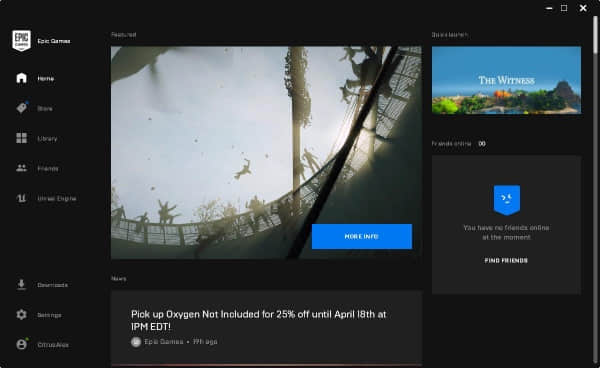 EPIC
GAMES
Epic Games
Home
Store
Library
Friends
Unreal Engine
Downloads
Settings
CitrusAlex
Featured
MORE INFO
News
Pick up Oxygen Not Included for 25% off until April 18th at
1PM EDT!
Epic Games • 19h ago
Quick launch
THE WITNESS
Friends online 00
You have no friends online
at the moment
FIND FRIENDS